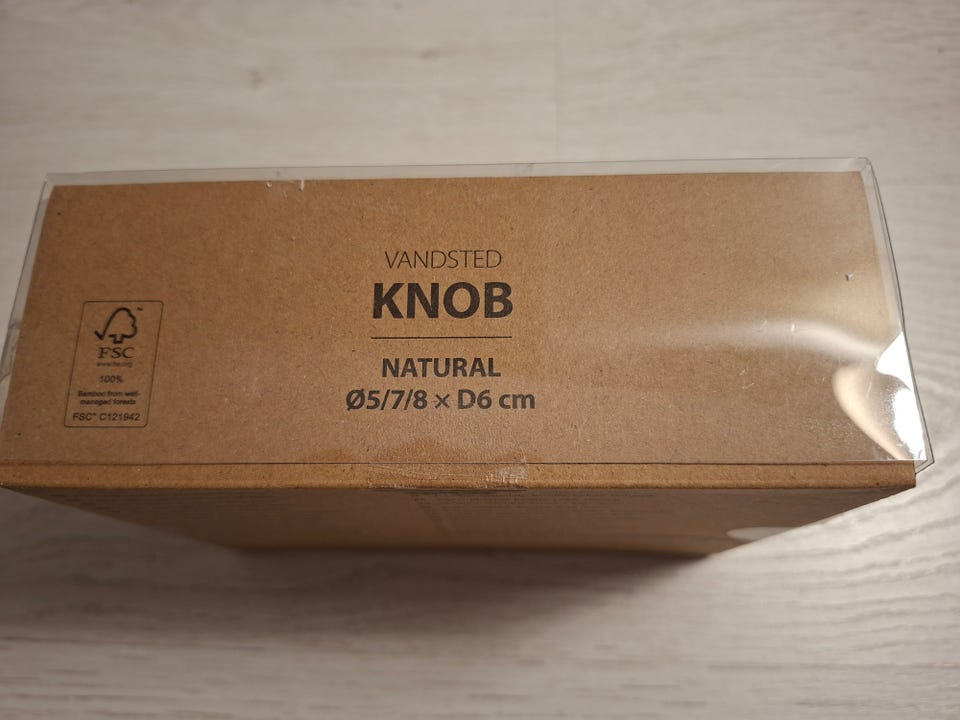 VANDSTED
KNOB
NATURAL
Ø5/7/8 × D6 cm
™
FSC
www.fsc.org
100%
Bamboo from well-
managed forests
FSC™ C121942